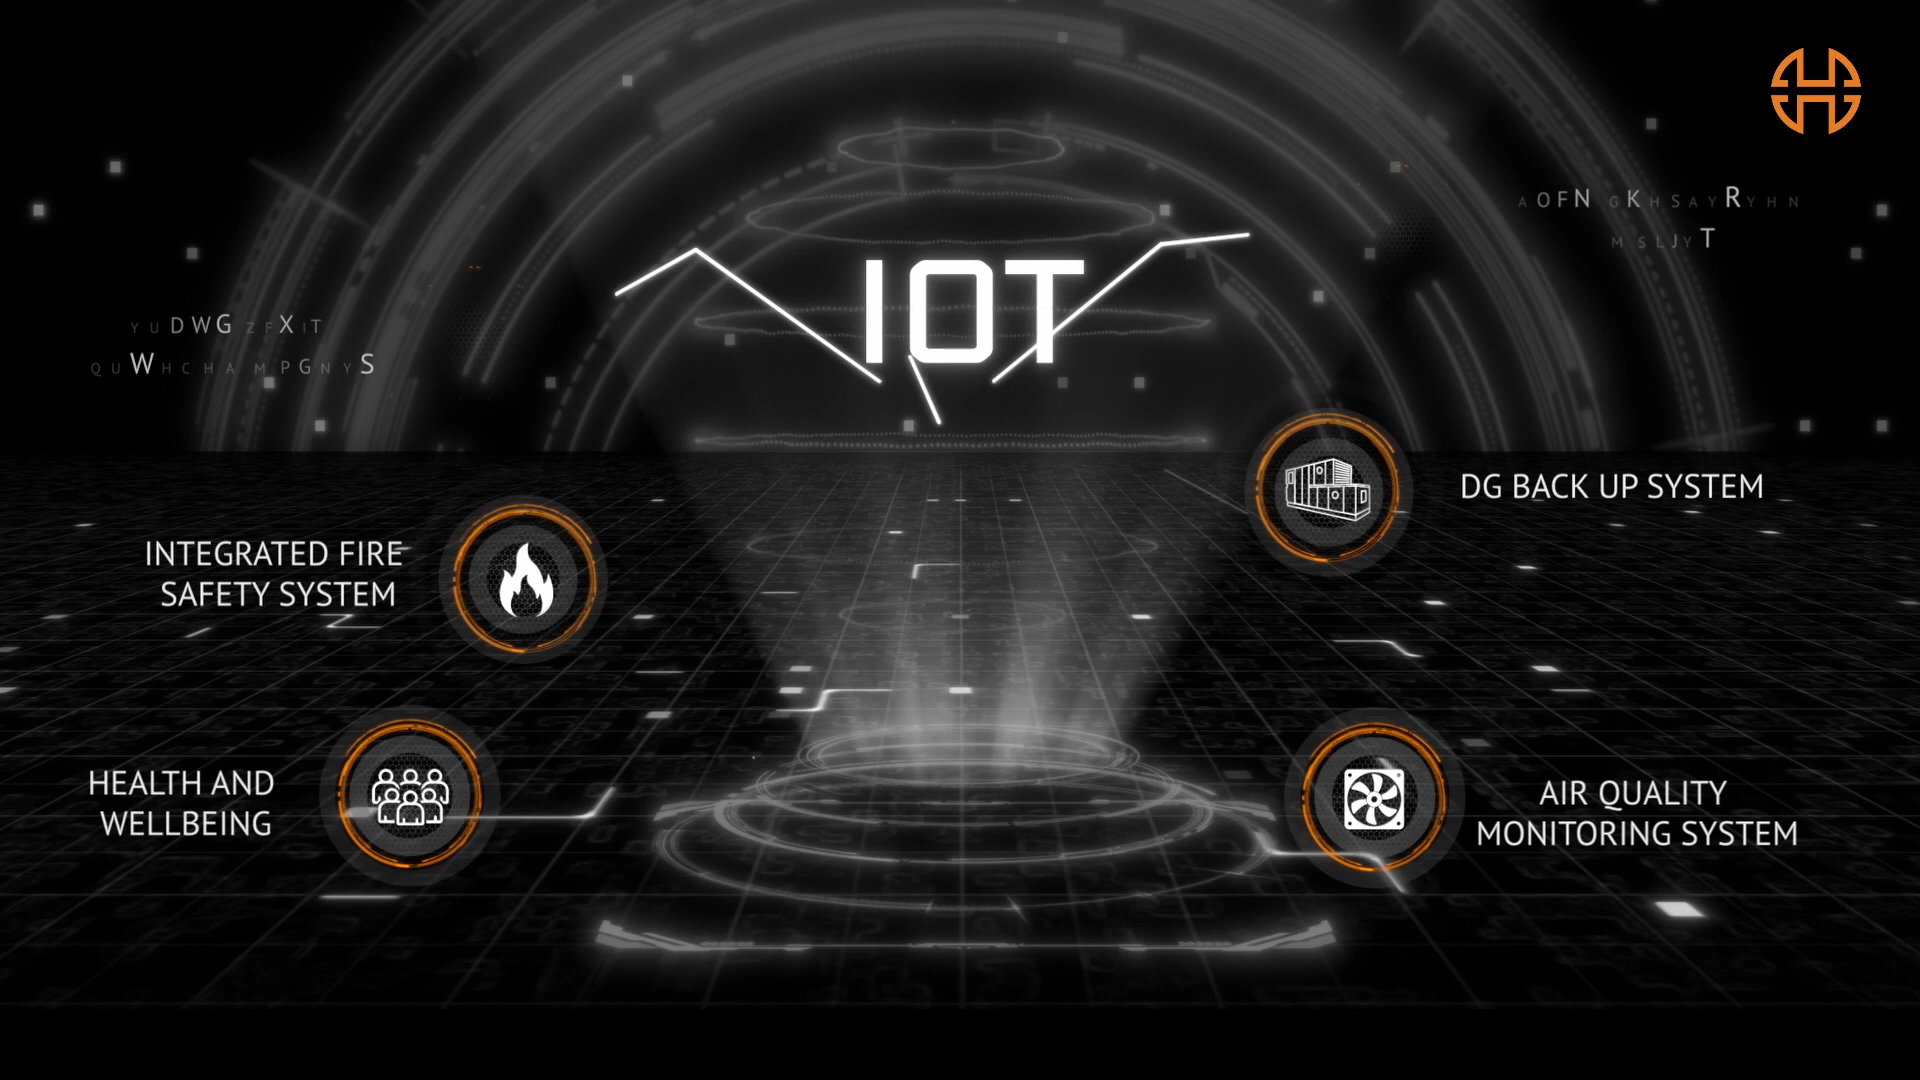 IOT
DG BACK UP SYSTEM
INTEGRATED FIRE
SAFETY SYSTEM
HEALTH AND
WELLBEING
AIR QUALITY
MONITORING SYSTEM